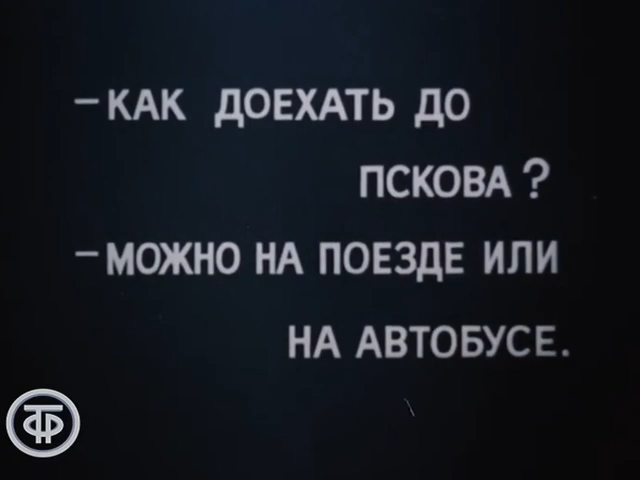 – КАК ДОЕХАТЬ ДО
ПСКОВА?
– МОЖНО НА ПОЕЗДЕ ИЛИ
НА АВТОБУСЕ.